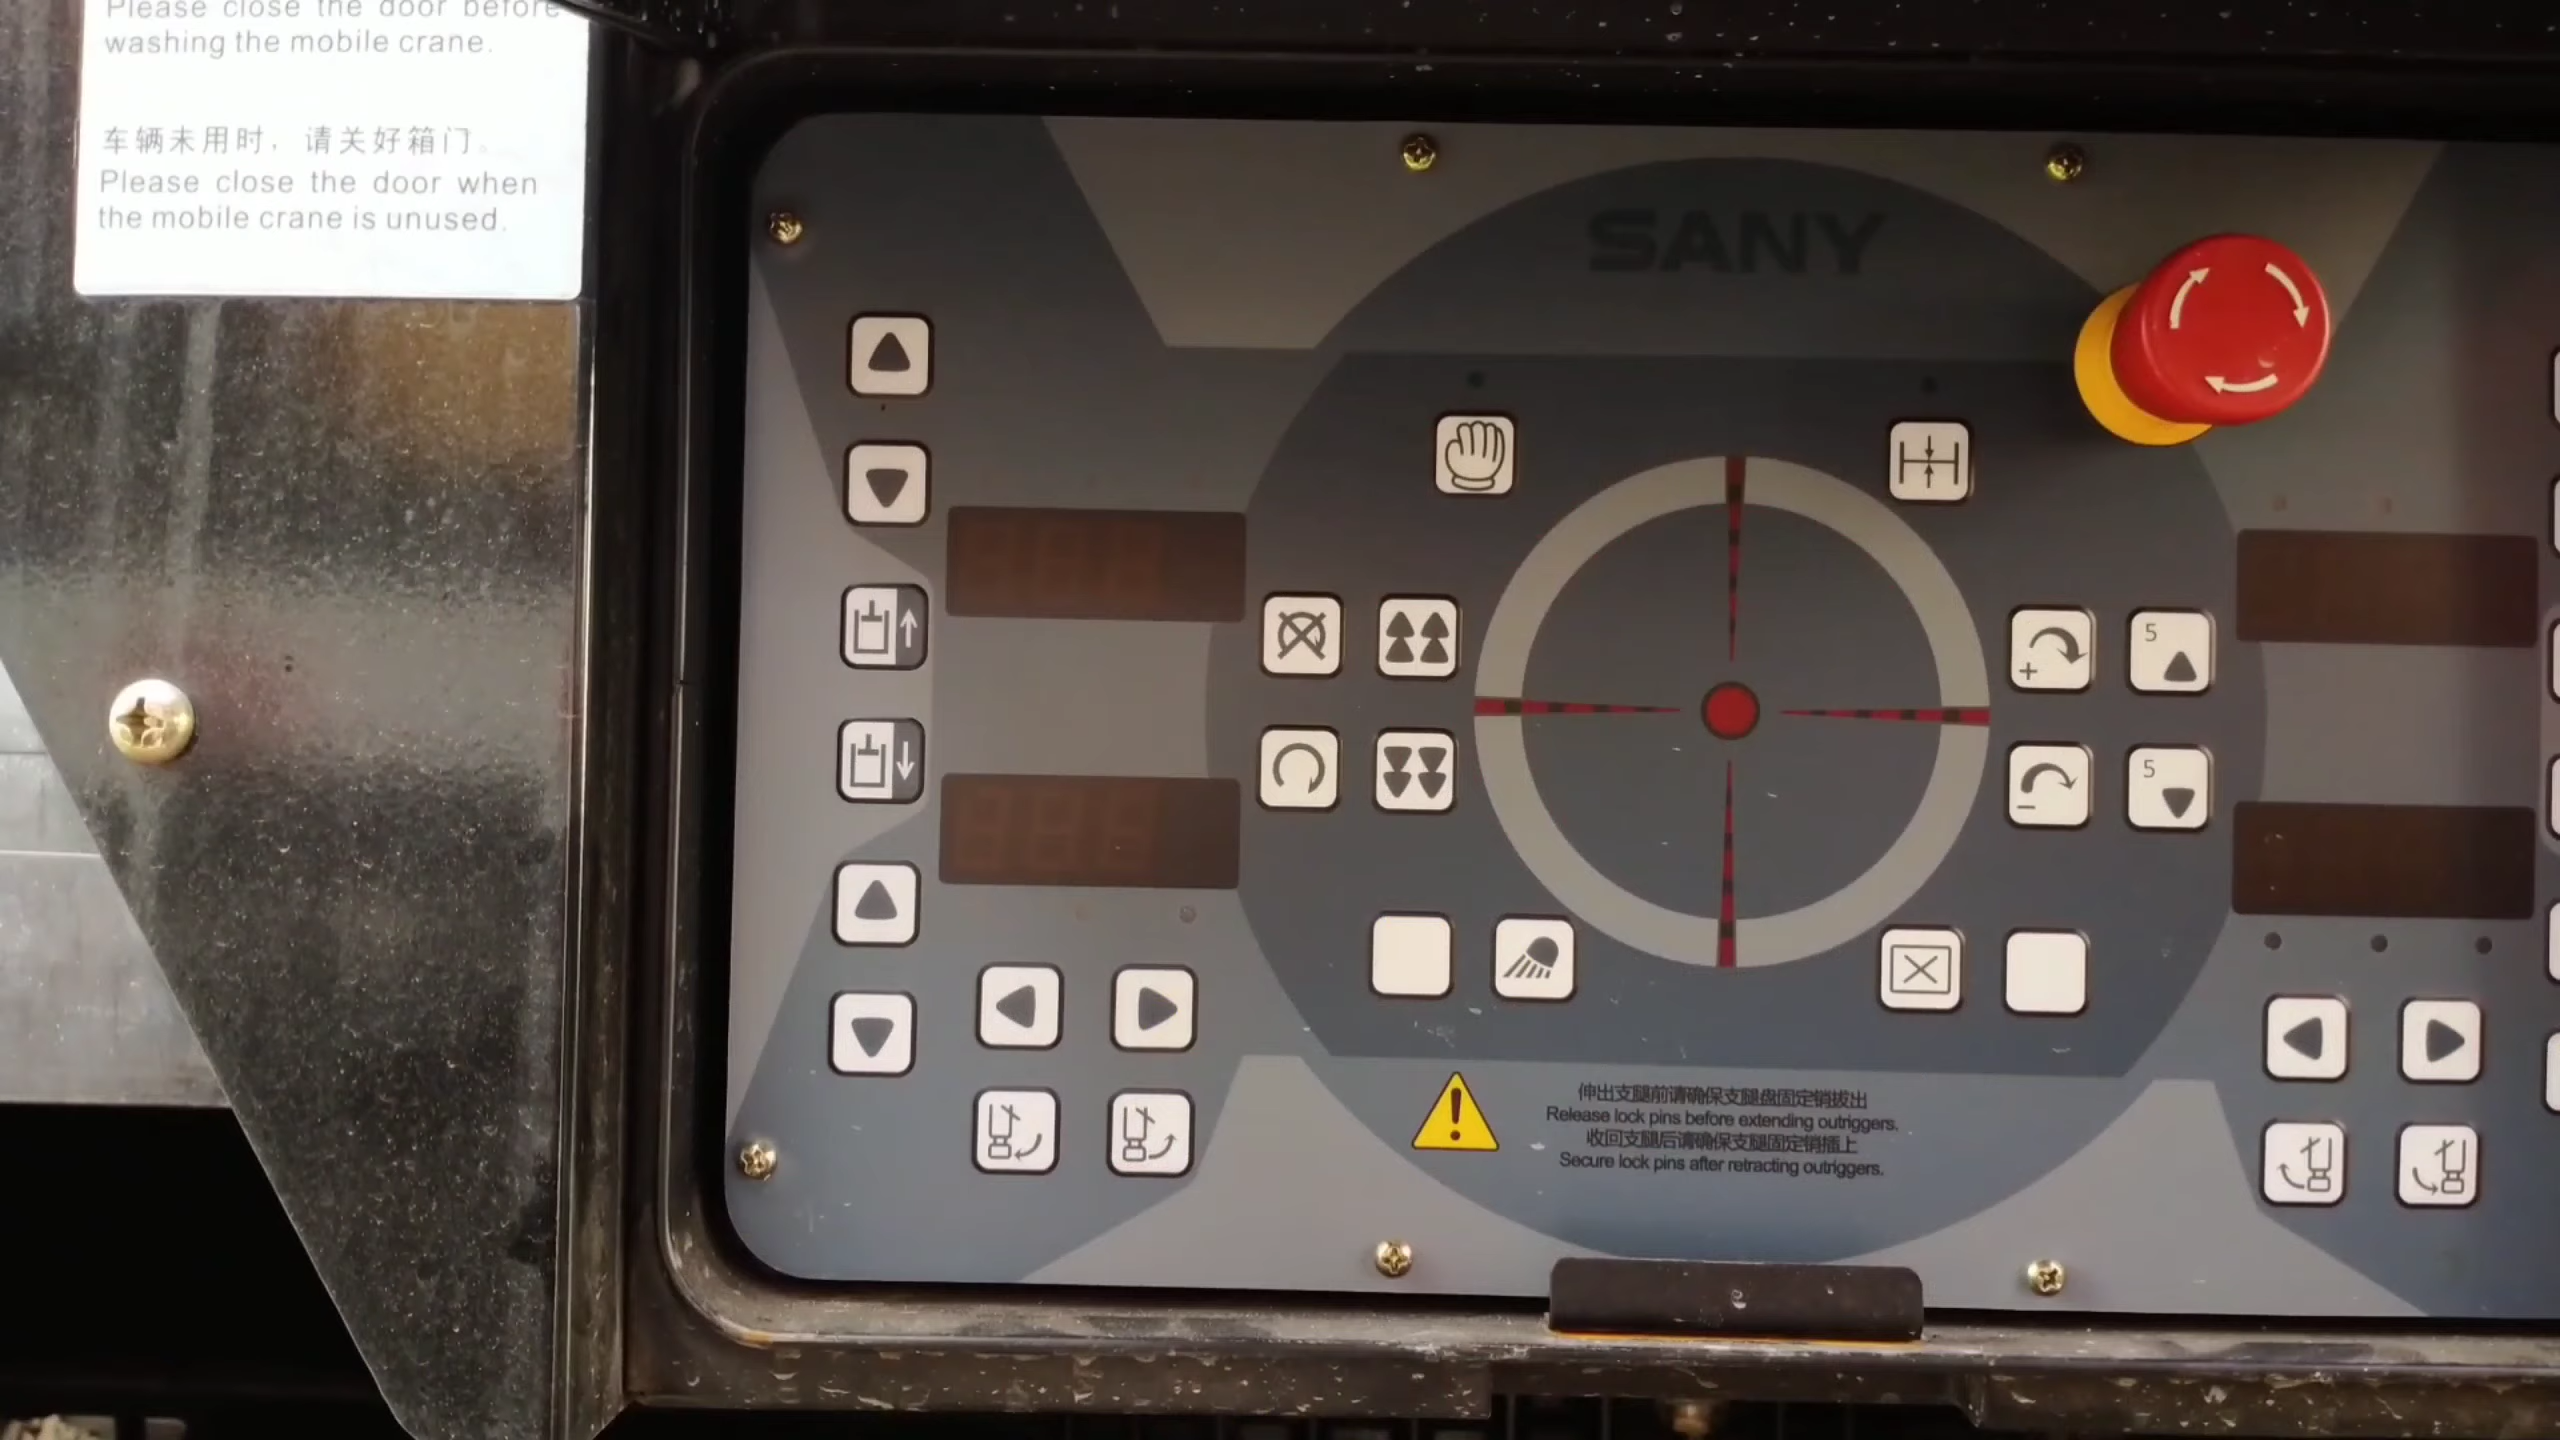 Please close the door before
washing the mobile crane.
车辆未用时，请关好箱门。
Please close the door when
the mobile crane is unused.
SANY
5
5
伸出支腿前请确保支腿盘固定销拔出
Release lock pins before extending outriggers.
收回支腿后请确保支腿固定销插上
Secure lock pins after retracting outriggers.